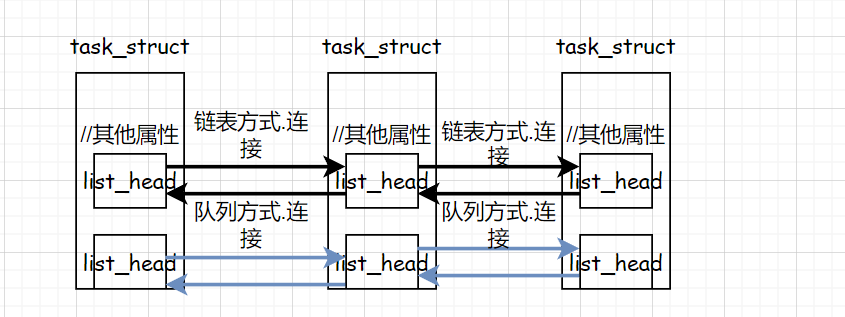 task_struct
task_struct
task_struct
//其他属性
链表方式.连
接
//其他属性
链表方式.连
接
//其他属性
list_head
list_head
list_head
队列方式.连
接
队列方式.连
接
list_head
list_head
list_head